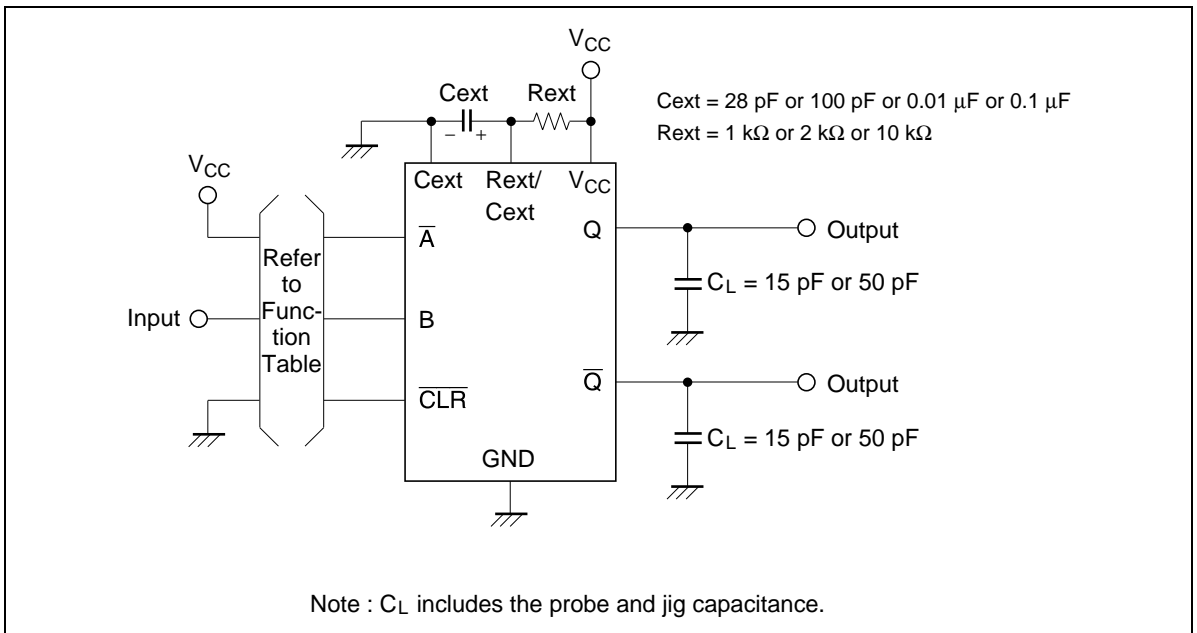 VCC
Cext
Rext
Cext = 28 pF or 100 pF or 0.01 μF or 0.1 μF
Rext = 1 kΩ or 2 kΩ or 10 kΩ
− +
VCC
Cext
Rext/
Cext
VCC
A̅
Q
Output
Refer
to
Func-
tion
Table
CL = 15 pF or 50 pF
Input
B
Q̅
Output
C̅L̅R̅
CL = 15 pF or 50 pF
GND
Note : CL includes the probe and jig capacitance.